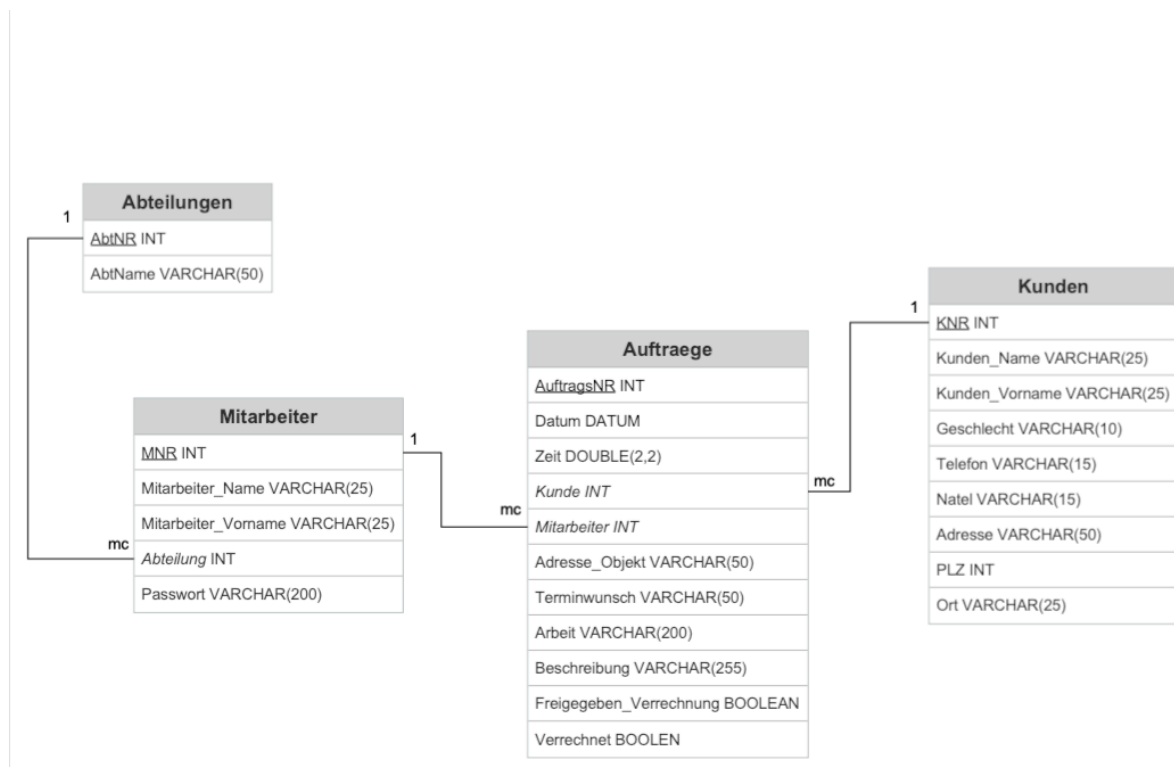 Abteilungen
1
AbtNR INT
AbtName VARCHAR(50)
Mitarbeiter
MNR INT
1
Mitarbeiter_Name VARCHAR(25)
Mitarbeiter_Vorname VARCHAR(25)
mc
Abteilung INT
Passwort VARCHAR(200)
Auftraege
AuftragsNR INT
Datum DATUM
Zeit DOUBLE(2,2)
Kunde INT
mc
mc
Mitarbeiter INT
Adresse_Objekt VARCHAR(50)
Terminwunsch VARCHAR(50)
Arbeit VARCHAR(200)
Beschreibung VARCHAR(255)
Freigegeben_Verrechnung BOOLEAN
Verrechnet BOOLEN
Kunden
1
KNR INT
Kunden_Name VARCHAR(25)
Kunden_Vorname VARCHAR(25)
Geschlecht VARCHAR(10)
Telefon VARCHAR(15)
Natel VARCHAR(15)
Adresse VARCHAR(50)
PLZ INT
Ort VARCHAR(25)